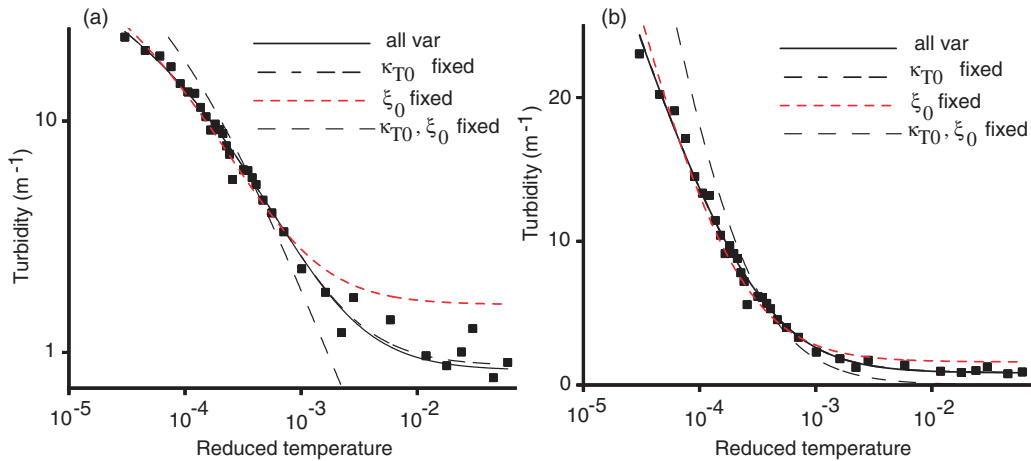 (a)
all var
κT0 fixed
ξ0 fixed
κT0, ξ0 fixed
10
1
Turbidity (m-1)
10-5
10-4
10-3
10-2
Reduced temperature
(b)
all var
κT0 fixed
ξ0 fixed
κT0, ξ0 fixed
20
10
0
Turbidity (m-1)
10-5
10-4
10-3
10-2
Reduced temperature